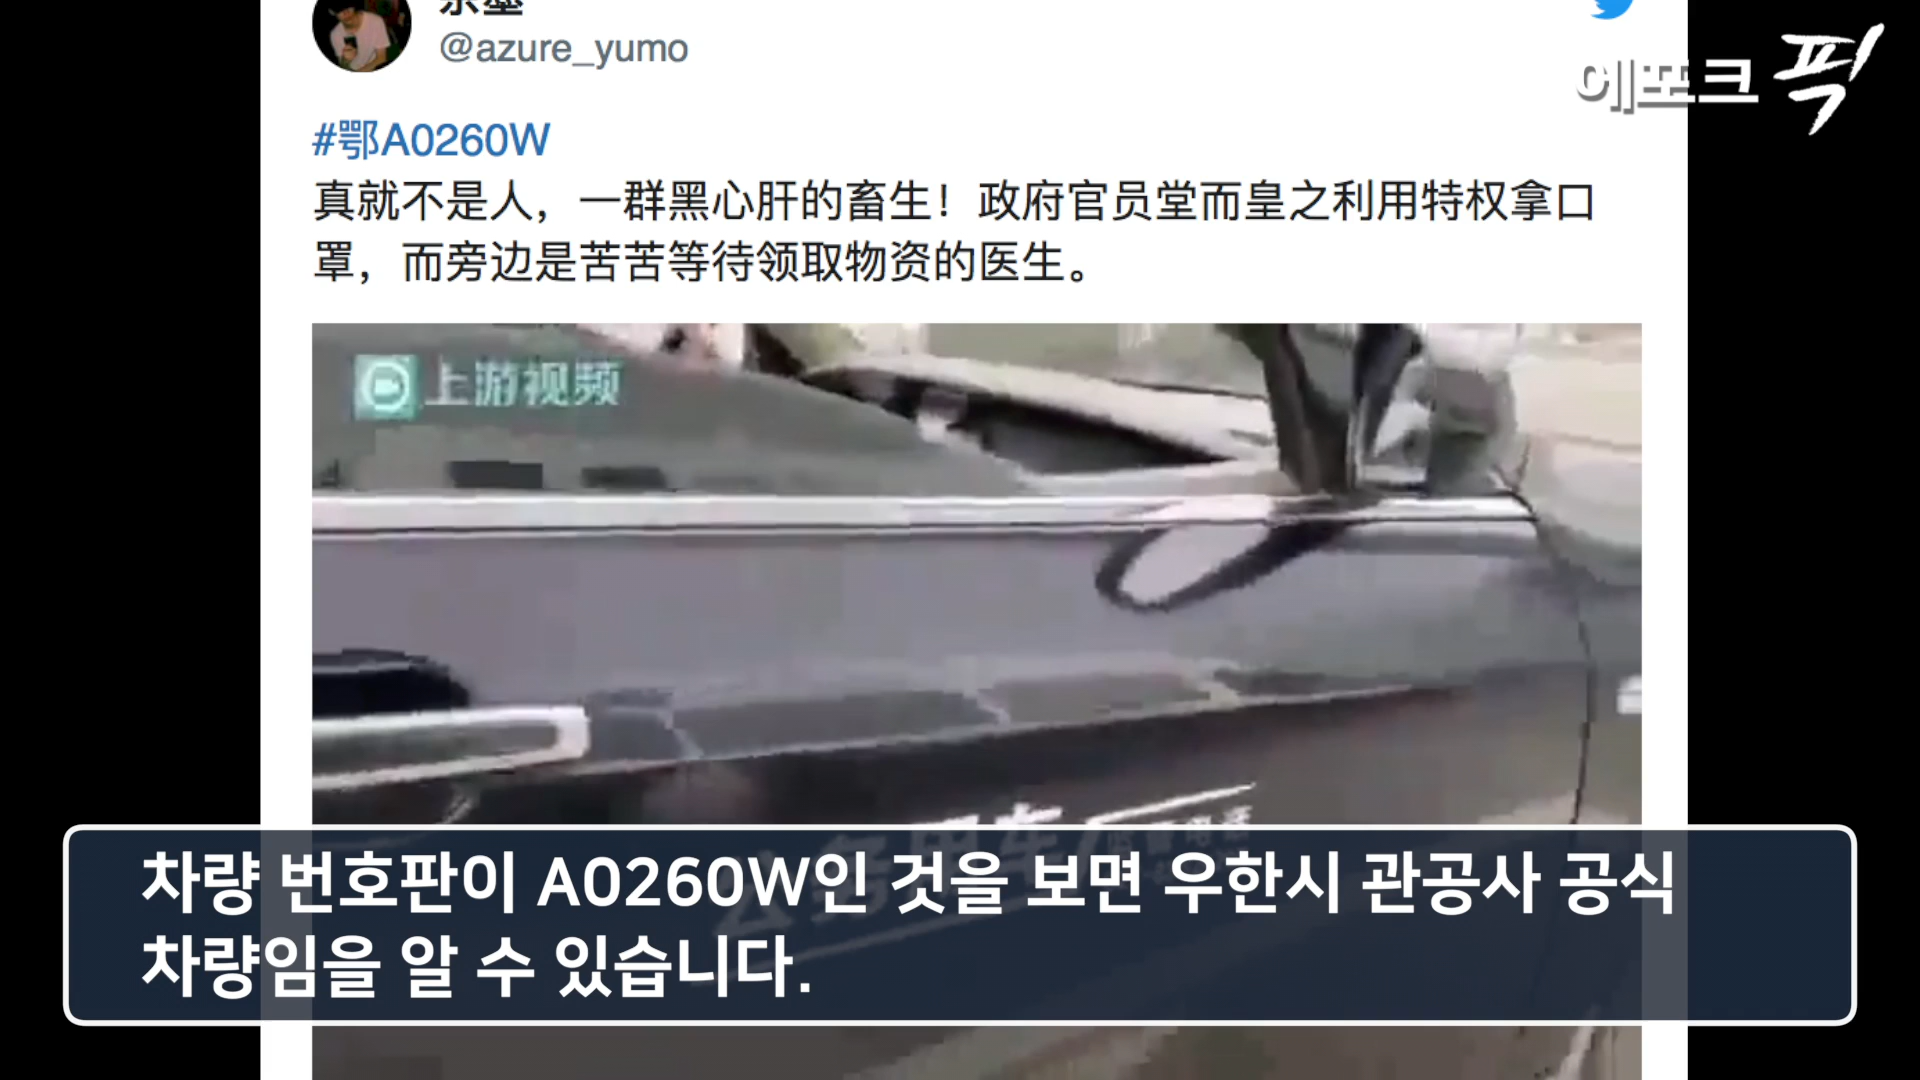 @azure_yumo
에포크 픽
#鄂A0260W
真就不是人，一群黑心肝的畜生！政府官员堂而皇之利用特权拿口
罩，而旁边是苦苦等待领取物资的医生。
上游视频
公务用车
차량 번호판이 A0260W인 것을 보면 우한시 관공사 공식
차량임을 알 수 있습니다.